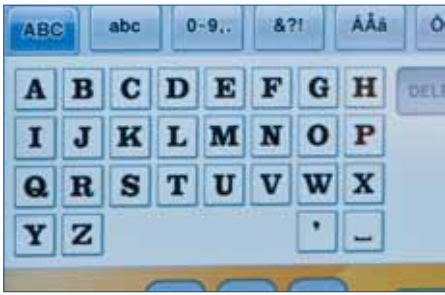 ABC abc 0-9,. &?! ÁÅä
A B C D E F G H
I J K L M N O P
Q R S T U V W X
Y Z ' _